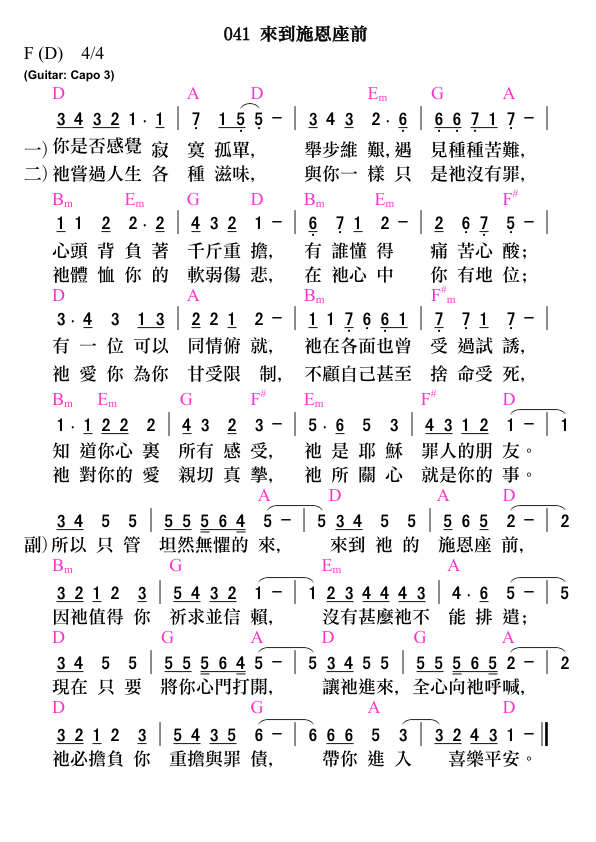 041 來到施恩座前
F (D) 4/4
(Guitar: Capo 3)
D A D Em G A
3 4 3 2 1 . 1 | 7 1 5 5 － | 3 4 3 2 . 6 | 6 6 7 1 7 － |
一) 你是否感覺 寂 寞 孤單, 舉步維 艱, 遇 見種種苦難,
二) 祂嘗過人生 各 種 滋味, 與你一 樣 只 是祂沒有罪,
Bm Em G D Bm Em F#
1 1 2 2 . 2 | 4 3 2 1 － | 6 7 1 2 － | 2 6 7 5 － |
心頭 背 負 著 千斤重 擔, 有 誰懂 得 痛 苦心 酸;
祂體 恤 你 的 軟弱傷 悲, 在 祂心 中 你 有地 位;
D A Bm F#m
3 . 4 3 1 3 | 2 2 1 2 － | 1 1 7 6 6 1 | 7 7 1 7 － |
有 一 位 可以 同情俯 就, 祂在各面也曾 受 過試 誘,
祂 愛 你 為你 甘受限 制, 不顧自己甚至 捨 命受 死,
Bm Em G F# Em F# D
1 . 1 2 2 2 | 4 3 2 3 － | 5 . 6 5 3 | 4 3 1 2 1 － | 1
知 道你心 裏 所有 感 受, 祂 是 耶 穌 罪人的朋 友。
祂 對你的 愛 親切 真 摯, 祂 所 關 心 就是你的 事。
A D A D
3 4 5 5 | 5 5 5 6 4 5 － | 5 3 4 5 5 | 5 6 5 2 － | 2
副) 所以 只 管 坦然無懼的 來, 來到 祂 的 施恩座 前,
Bm G Em A
3 2 1 2 3 | 5 4 3 2 1 － | 1 1 2 3 4 4 4 3 | 4 . 6 5 － | 5
因祂值得 你 祈求並信 賴, 沒有甚麼祂不 能 排 遣;
D G A D G A
3 4 5 5 | 5 5 5 6 4 5 － | 5 3 4 5 5 | 5 5 5 6 5 2 － | 2
現在 只 要 將你心門打開, 讓祂進來, 全心向祂呼喊,
D G A D
3 2 1 2 3 | 5 4 3 5 6 － | 6 6 6 5 3 | 3 2 4 3 1 － ‖
祂必擔負 你 重擔與罪 債, 帶你 進 入 喜樂平安。